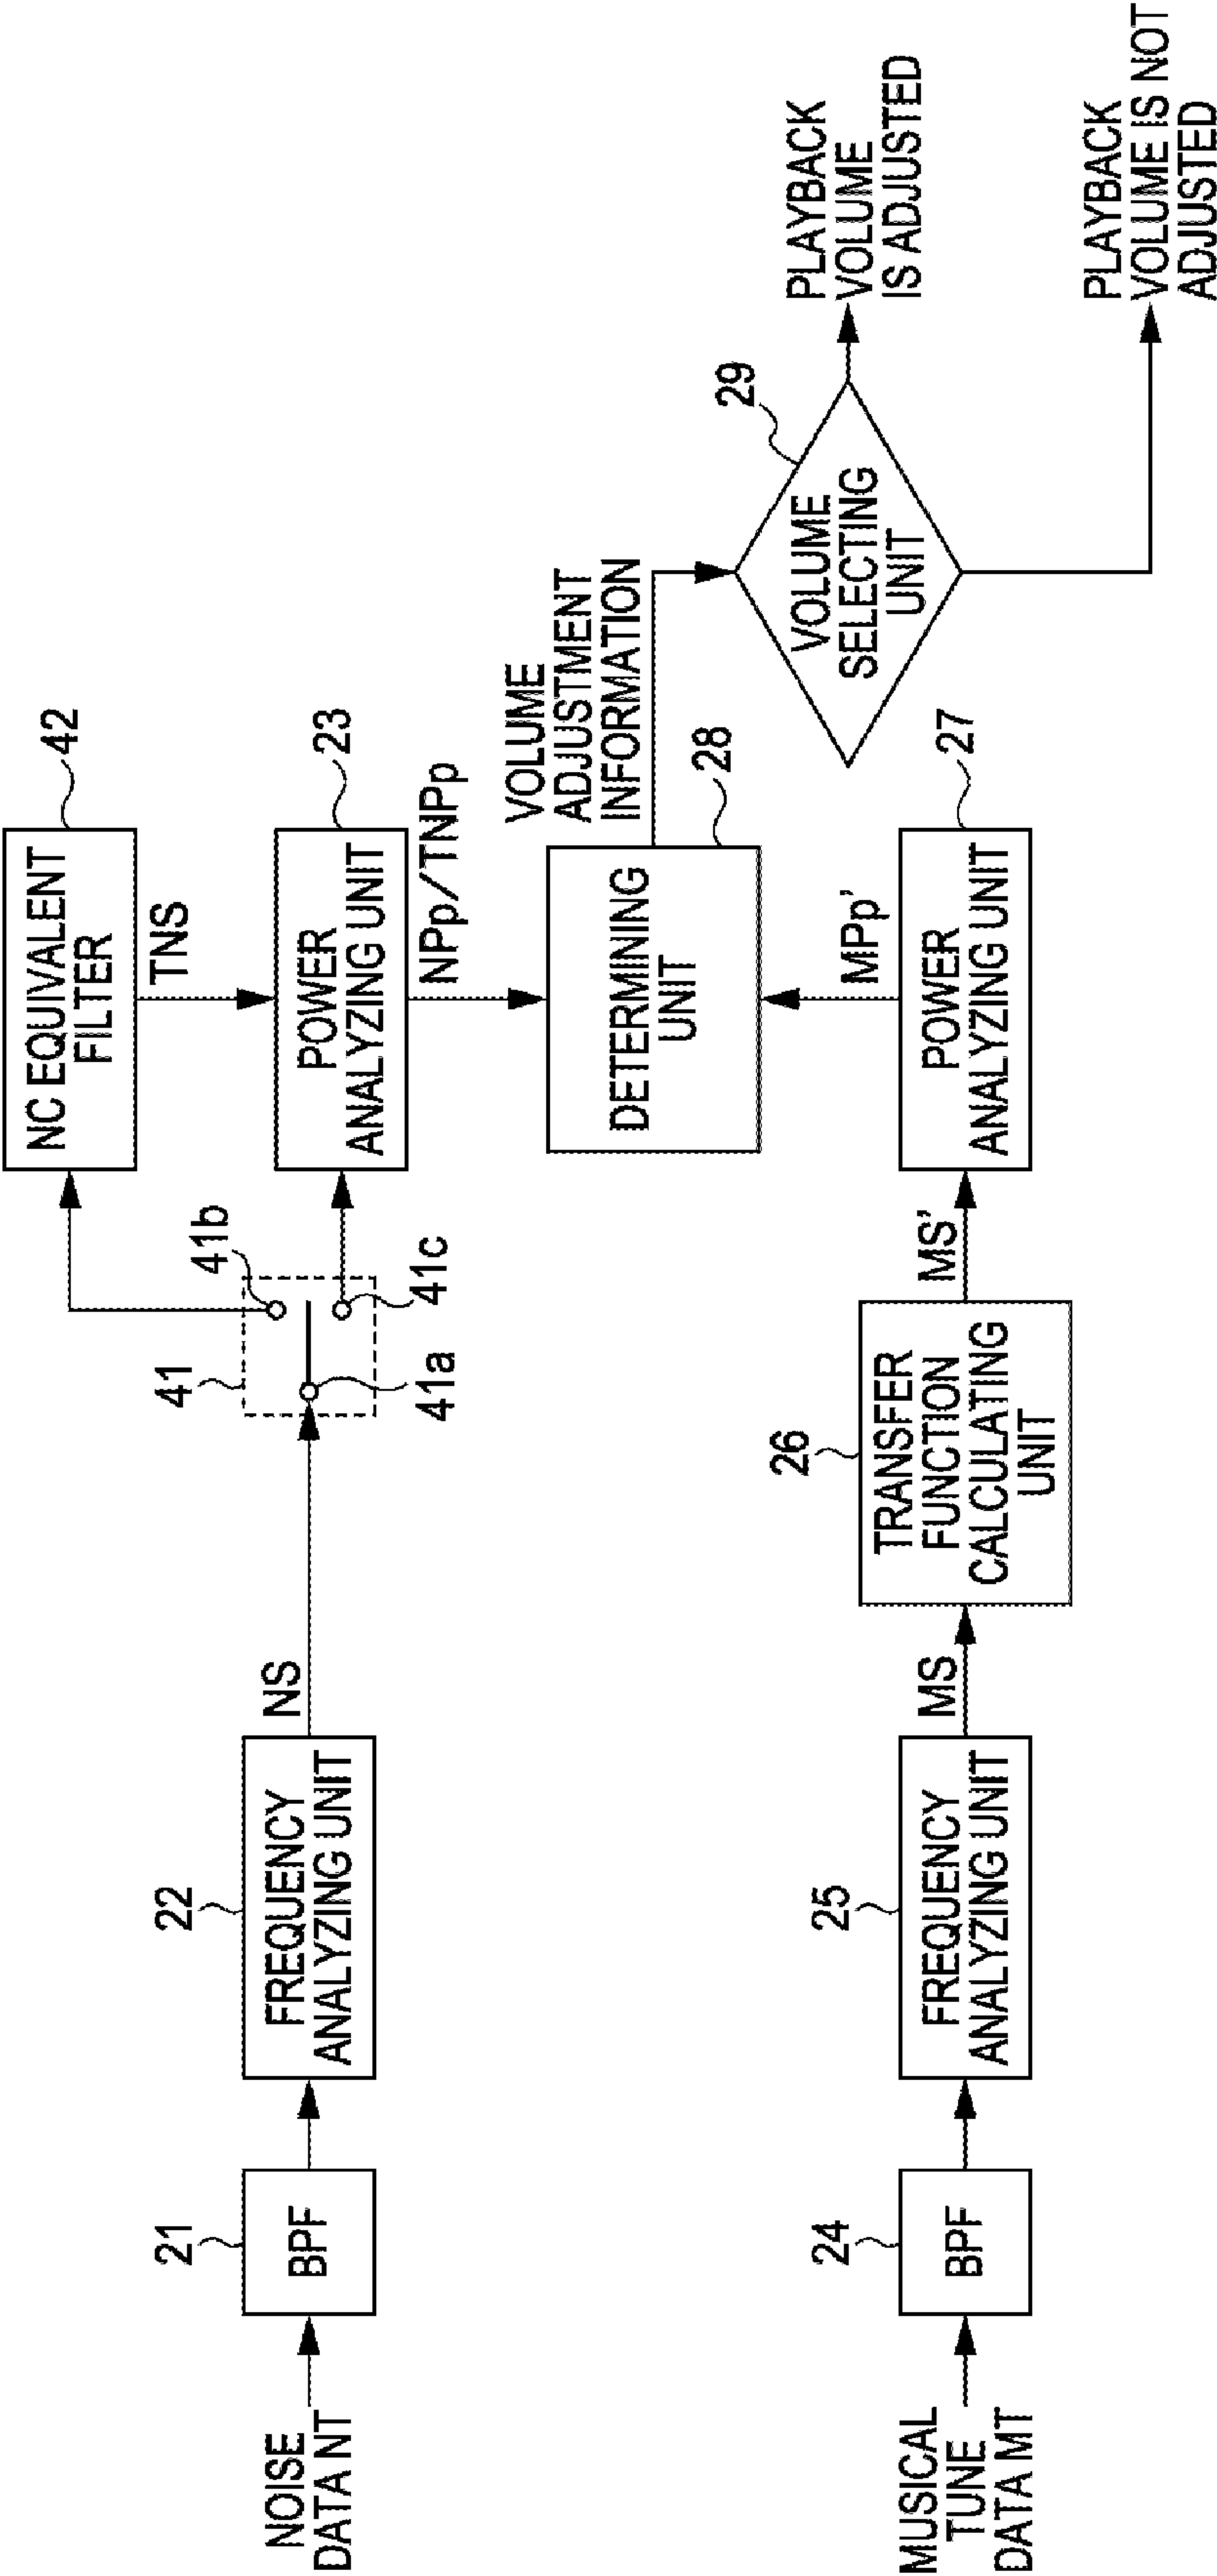 NOISE
DATA NT
21
BPF
22
FREQUENCY
ANALYZING UNIT
NS
41
41a
41b
41c
42
NC EQUIVALENT
FILTER
TNS
23
POWER
ANALYZING UNIT
NPp/TNPp
VOLUME
ADJUSTMENT
INFORMATION
28
DETERMINING
UNIT
29
VOLUME
SELECTING
UNIT
PLAYBACK
VOLUME
IS ADJUSTED
PLAYBACK
VOLUME IS NOT
ADJUSTED
MUSICAL
TUNE
DATA MT
24
BPF
25
FREQUENCY
ANALYZING UNIT
MS
26
TRANSFER
FUNCTION
CALCULATING
UNIT
MS'
27
POWER
ANALYZING UNIT
MPp'